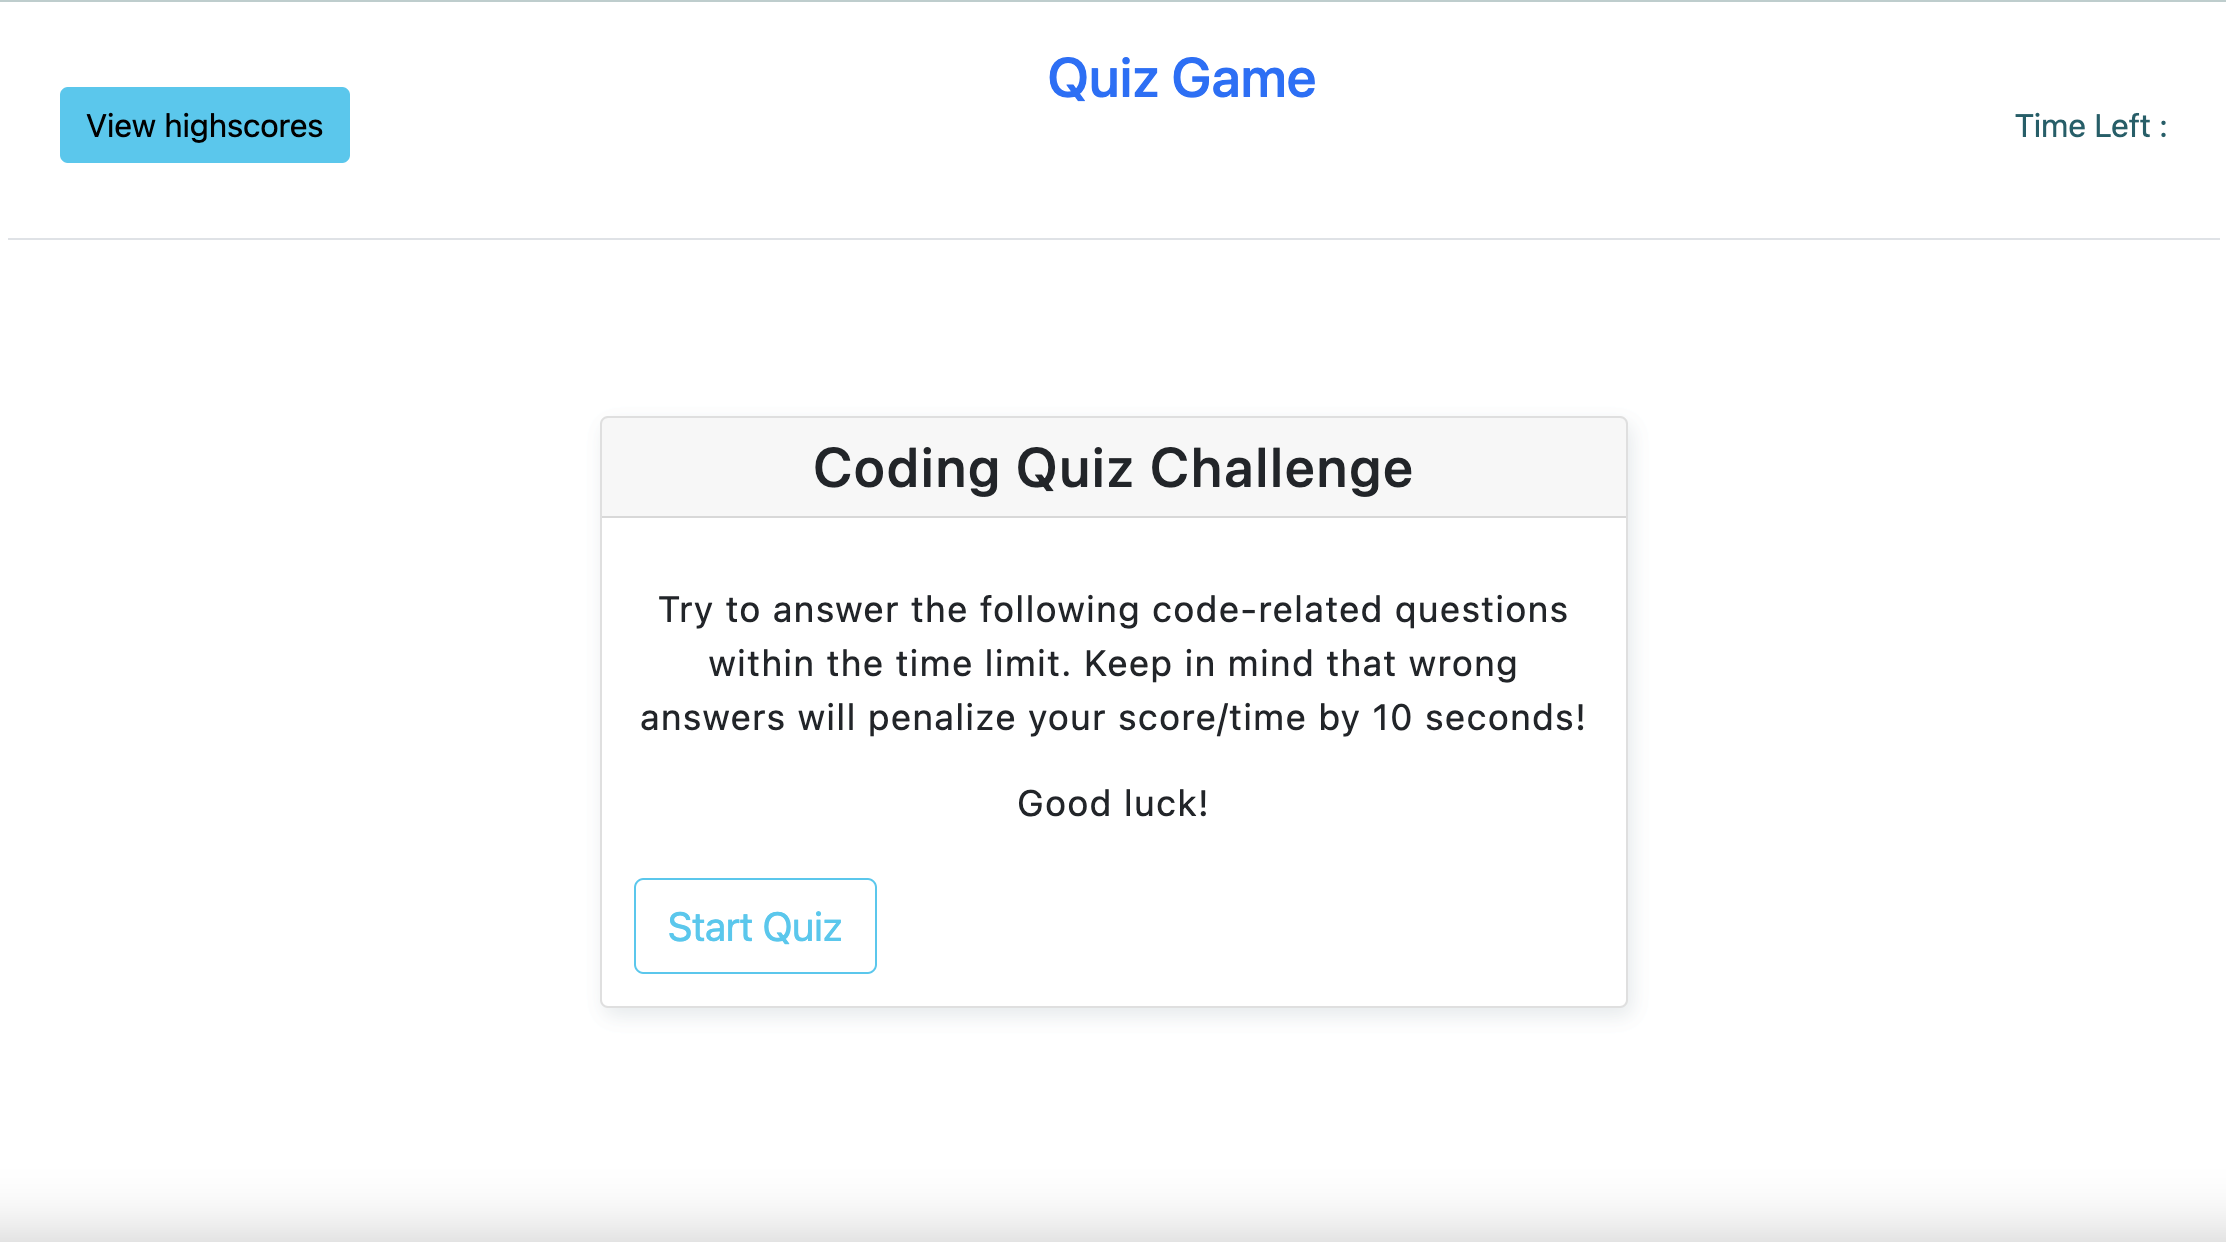 Quiz Game
View highscores
Time Left :
Coding Quiz Challenge
Try to answer the following code-related questions
within the time limit. Keep in mind that wrong
answers will penalize your score/time by 10 seconds!
Good luck!
Start Quiz